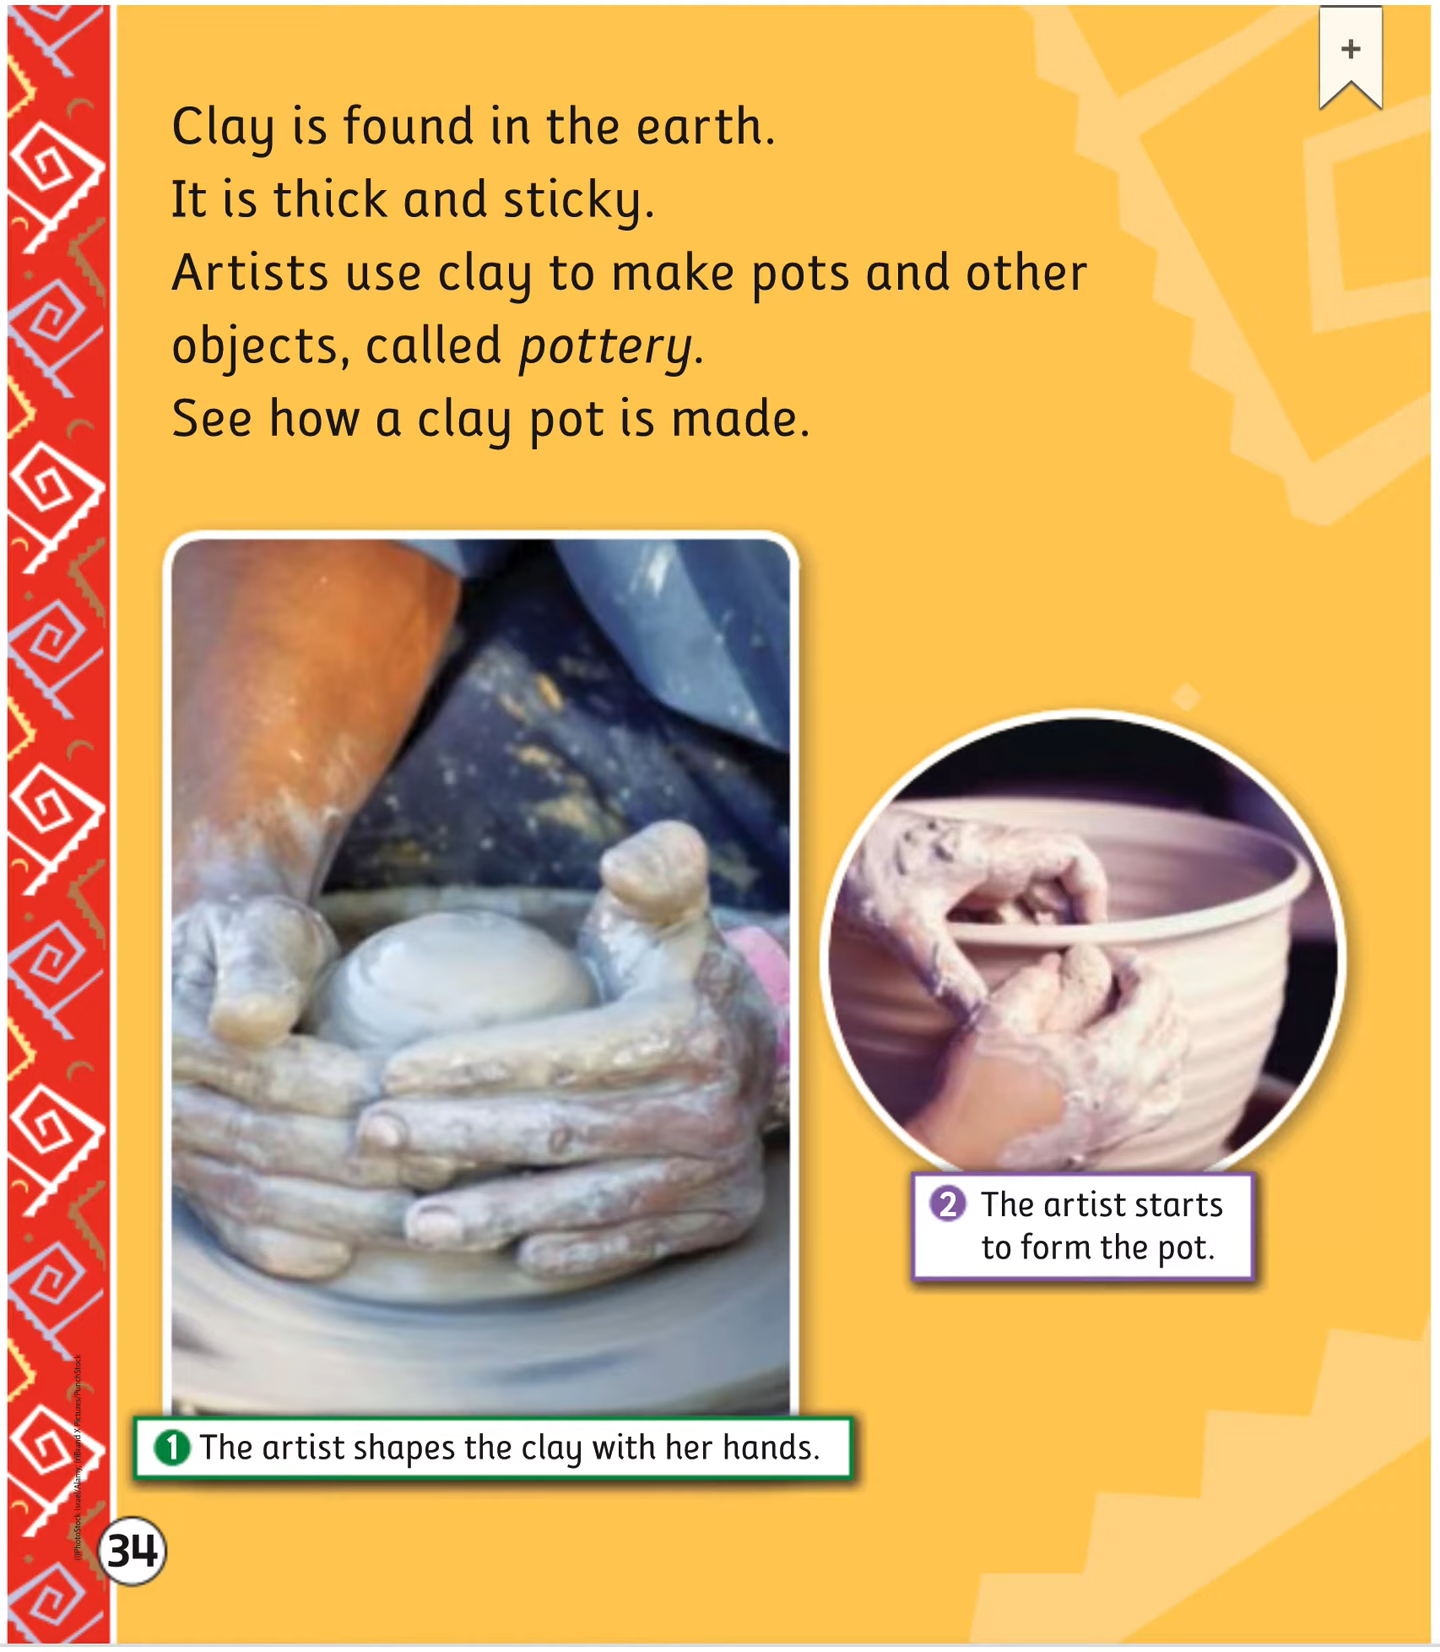 Clay is found in the earth.
It is thick and sticky.
Artists use clay to make pots and other
objects, called pottery.
See how a clay pot is made.
2 The artist starts
to form the pot.
1 The artist shapes the clay with her hands.
34
+